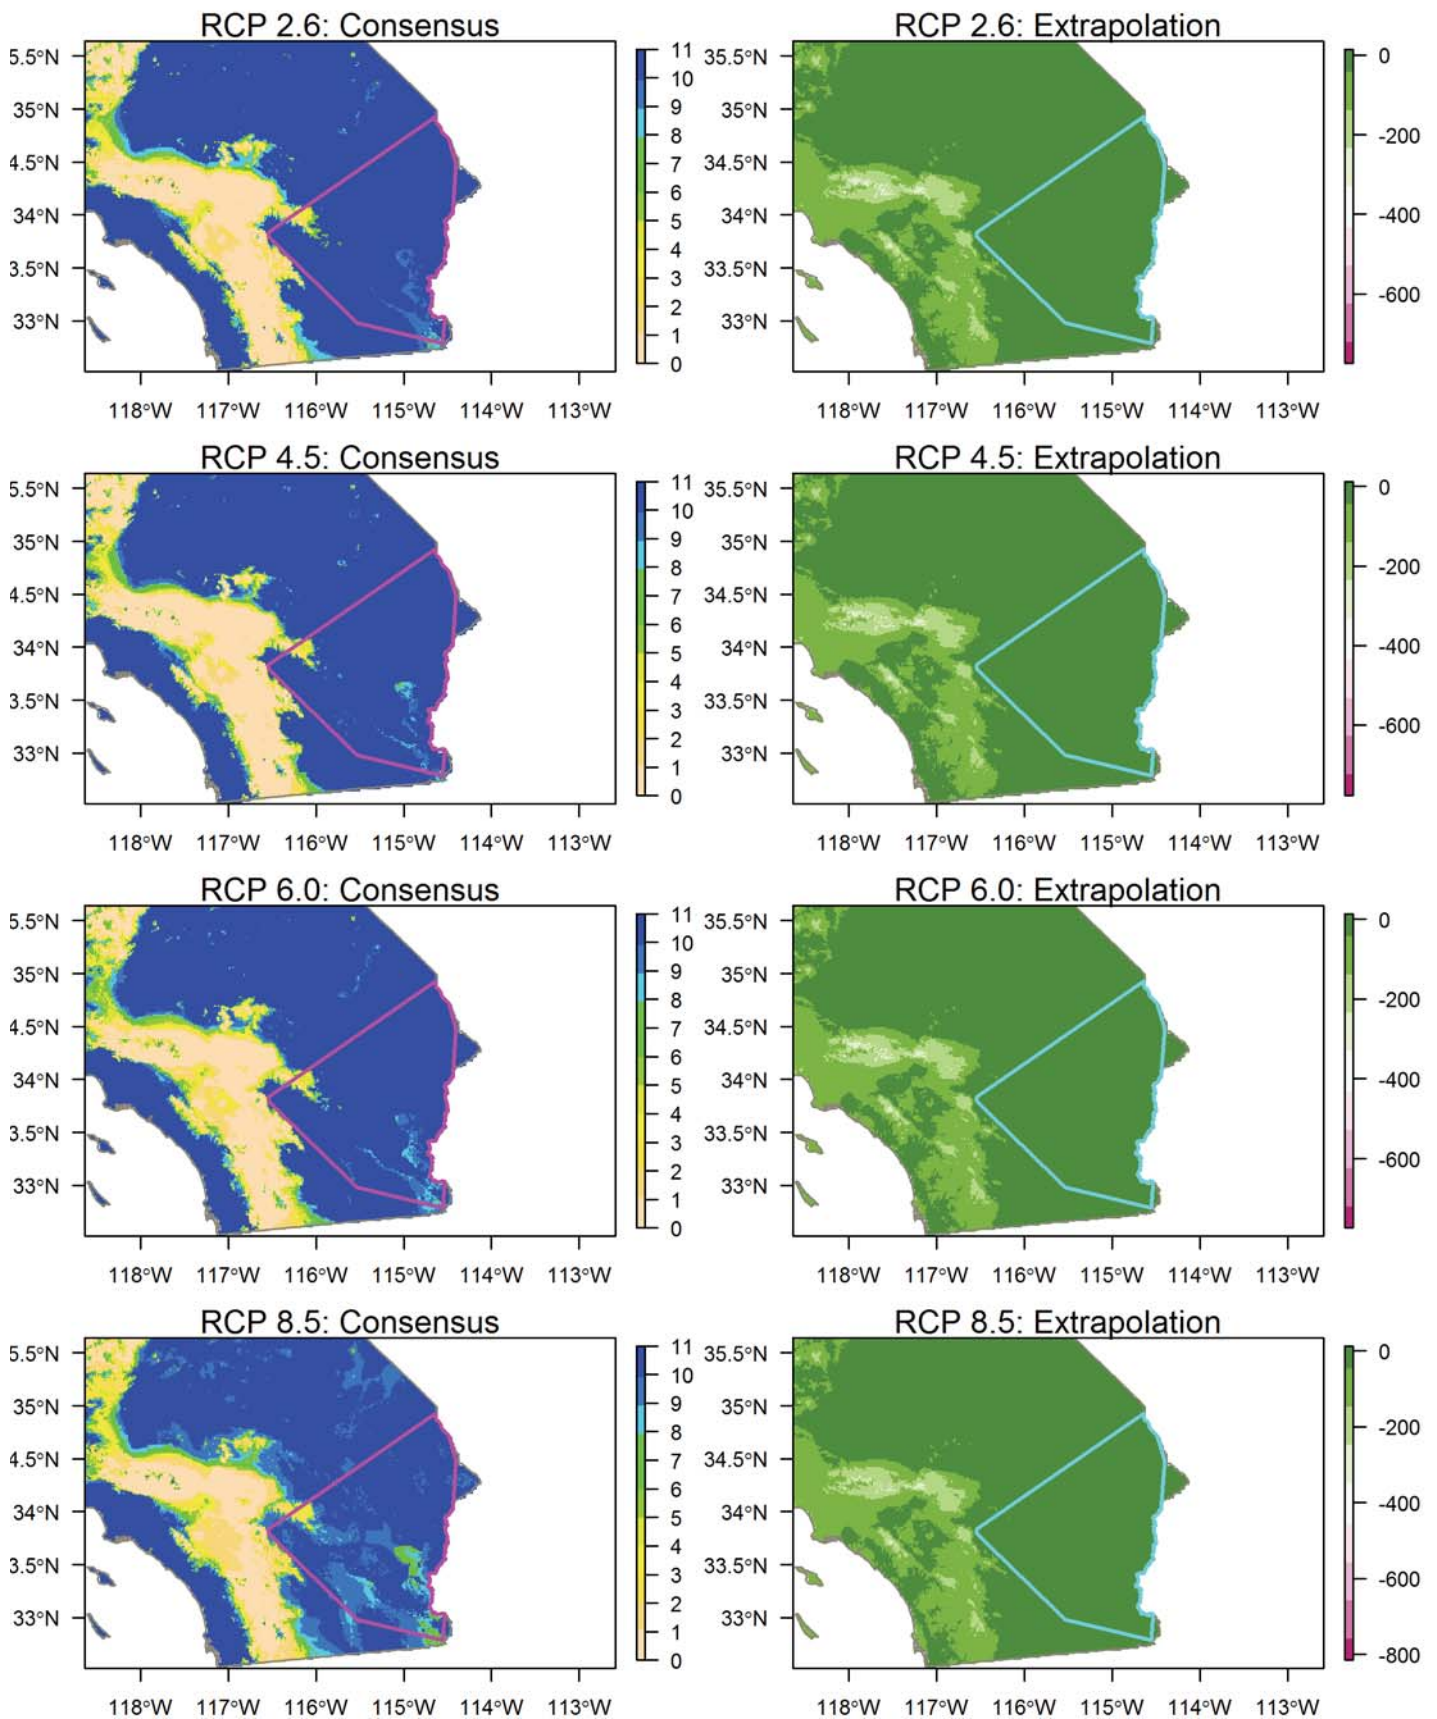 RCP 2.6: Consensus
5.5°N
35°N
4.5°N
34°N
3.5°N
33°N
118°W 117°W 116°W 115°W 114°W 113°W
11
10
9
8
7
6
5
4
3
2
1
0
RCP 2.6: Extrapolation
35.5°N
35°N
34.5°N
34°N
33.5°N
33°N
118°W 117°W 116°W 115°W 114°W 113°W
0
-200
-400
-600
RCP 4.5: Consensus
5.5°N
35°N
4.5°N
34°N
3.5°N
33°N
118°W 117°W 116°W 115°W 114°W 113°W
11
10
9
8
7
6
5
4
3
2
1
0
RCP 4.5: Extrapolation
35.5°N
35°N
34.5°N
34°N
33.5°N
33°N
118°W 117°W 116°W 115°W 114°W 113°W
0
-200
-400
-600
RCP 6.0: Consensus
5.5°N
35°N
4.5°N
34°N
3.5°N
33°N
118°W 117°W 116°W 115°W 114°W 113°W
11
10
9
8
7
6
5
4
3
2
1
0
RCP 6.0: Extrapolation
35.5°N
35°N
34.5°N
34°N
33.5°N
33°N
118°W 117°W 116°W 115°W 114°W 113°W
0
-200
-400
-600
RCP 8.5: Consensus
5.5°N
35°N
4.5°N
34°N
3.5°N
33°N
118°W 117°W 116°W 115°W 114°W 113°W
11
10
9
8
7
6
5
4
3
2
1
0
RCP 8.5: Extrapolation
35.5°N
35°N
34.5°N
34°N
33.5°N
33°N
118°W 117°W 116°W 115°W 114°W 113°W
0
-200
-400
-600
-800